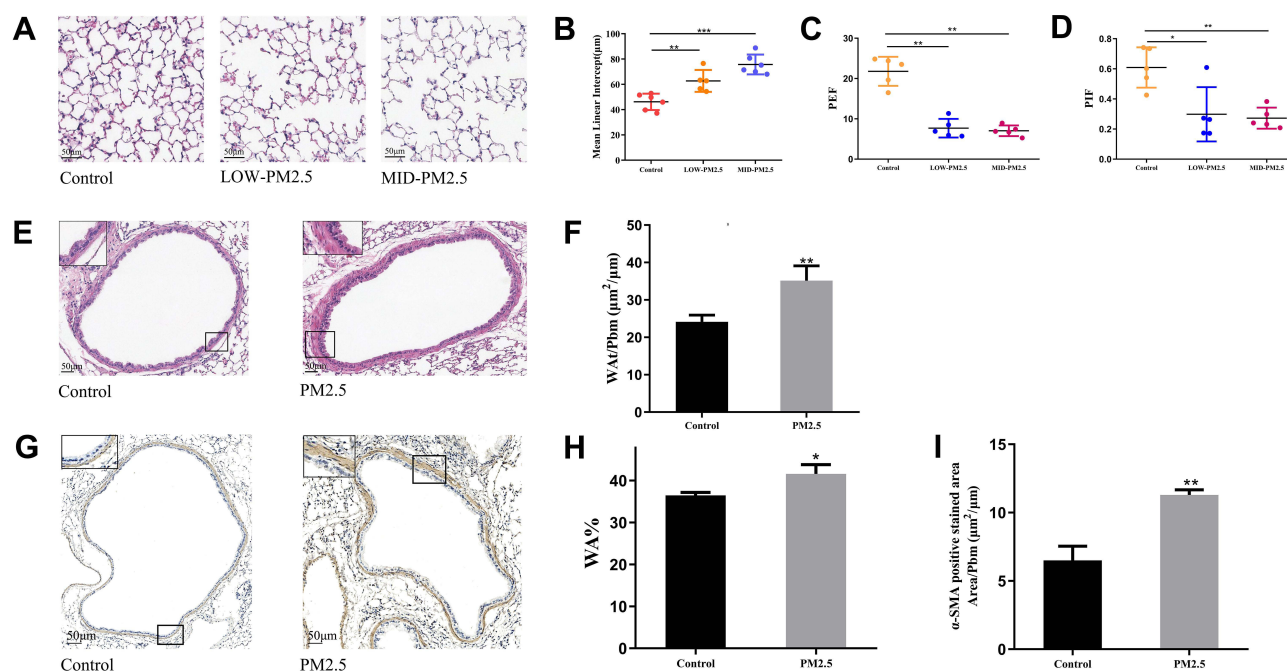 A
50μm
Control
50μm
LOW-PM2.5
50μm
MID-PM2.5
B
Mean Linear Intercept(μm)
100
80
60
40
20
0
***
**
Control
LOW-PM2.5
MID-PM2.5
C
PEF
30
20
10
0
**
**
Control
LOW-PM2.5
MID-PM2.5
D
PIF
0.8
0.6
0.4
0.2
0.0
**
*
Control
LOW-PM2.5
MID-PM2.5
E
50μm
Control
50μm
PM2.5
F
WAt/Pbm (μm²/μm)
50
40
30
20
10
0
**
Control
PM2.5
G
50μm
Control
50μm
PM2.5
H
WA%
40
30
20
10
0
*
Control
PM2.5
I
α-SMA positive stained area
Area/Pbm (μm²/μm)
15
10
5
0
**
Control
PM2.5